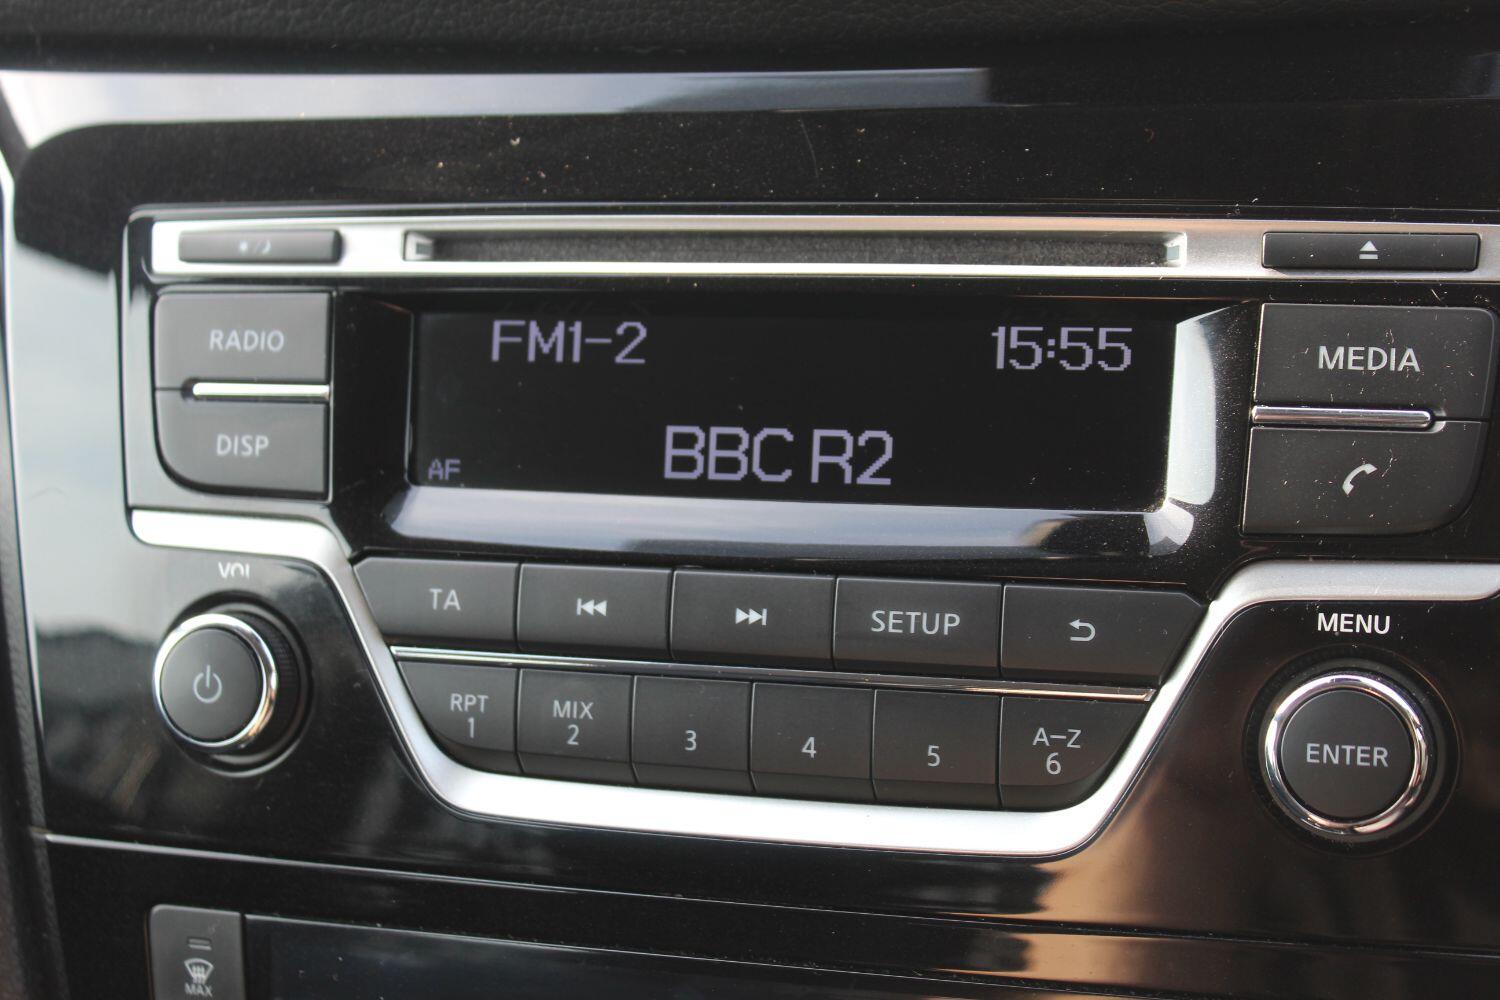 RADIO
DISP
FM1-2
15:55
AF
BBC R2
MEDIA
VOL
TA
SETUP
MENU
RPT
1
MIX
2
3
4
5
A-Z
6
ENTER
MAX